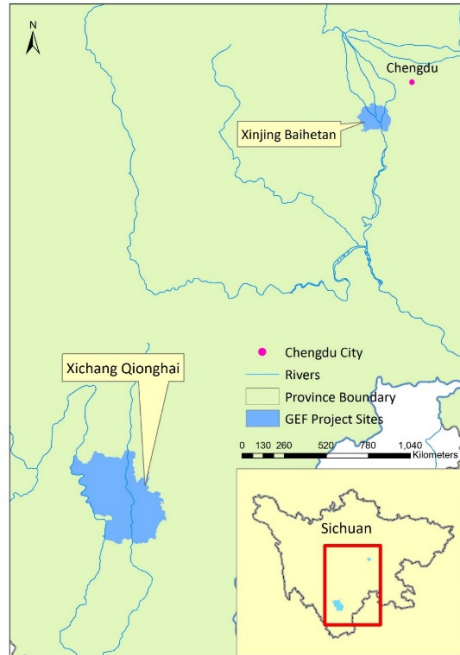 N
Chengdu
Xinjing Baihetan
Xichang Qionghai
Chengdu City
Rivers
Province Boundary
GEF Project Sites
0 130 260 520 780 1,040
Kilometers
Sichuan